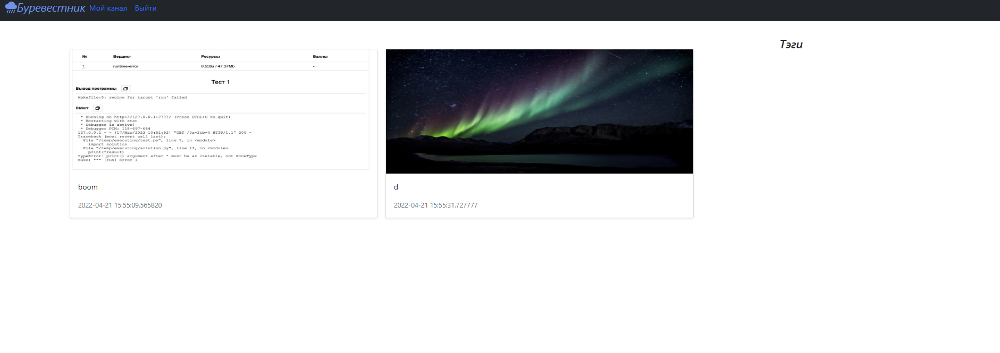 Буревестник Мой канал Выйти
Тэги
№ Вердикт Ресурсы Баллы
1 runtime-error 0.539s / 47.37Mb -
Тест 1
Вывод программы
Makefile:5: recipe for target 'run' failed
Stderr
* Running on http://127.0.0.1:7777/ (Press CTRL+C to quit)
* Restarting with stat
* Debugger is active!
* Debugger PIN: 118-697-664
127.0.0.1 - - [17/Mar/2022 10:51:52] "GET /?a=2&b=4 HTTP/1.1" 200 -
Traceback (most recent call last):
File "/temp/executing/test.py", line 7, in <module>
import solution
File "/temp/executing/solution.py", line 13, in <module>
print(*result)
TypeError: print() argument after * must be an iterable, not NoneType
make: *** [run] Error 1
boom
2022-04-21 15:55:09.565820
d
2022-04-21 15:55:31.727777